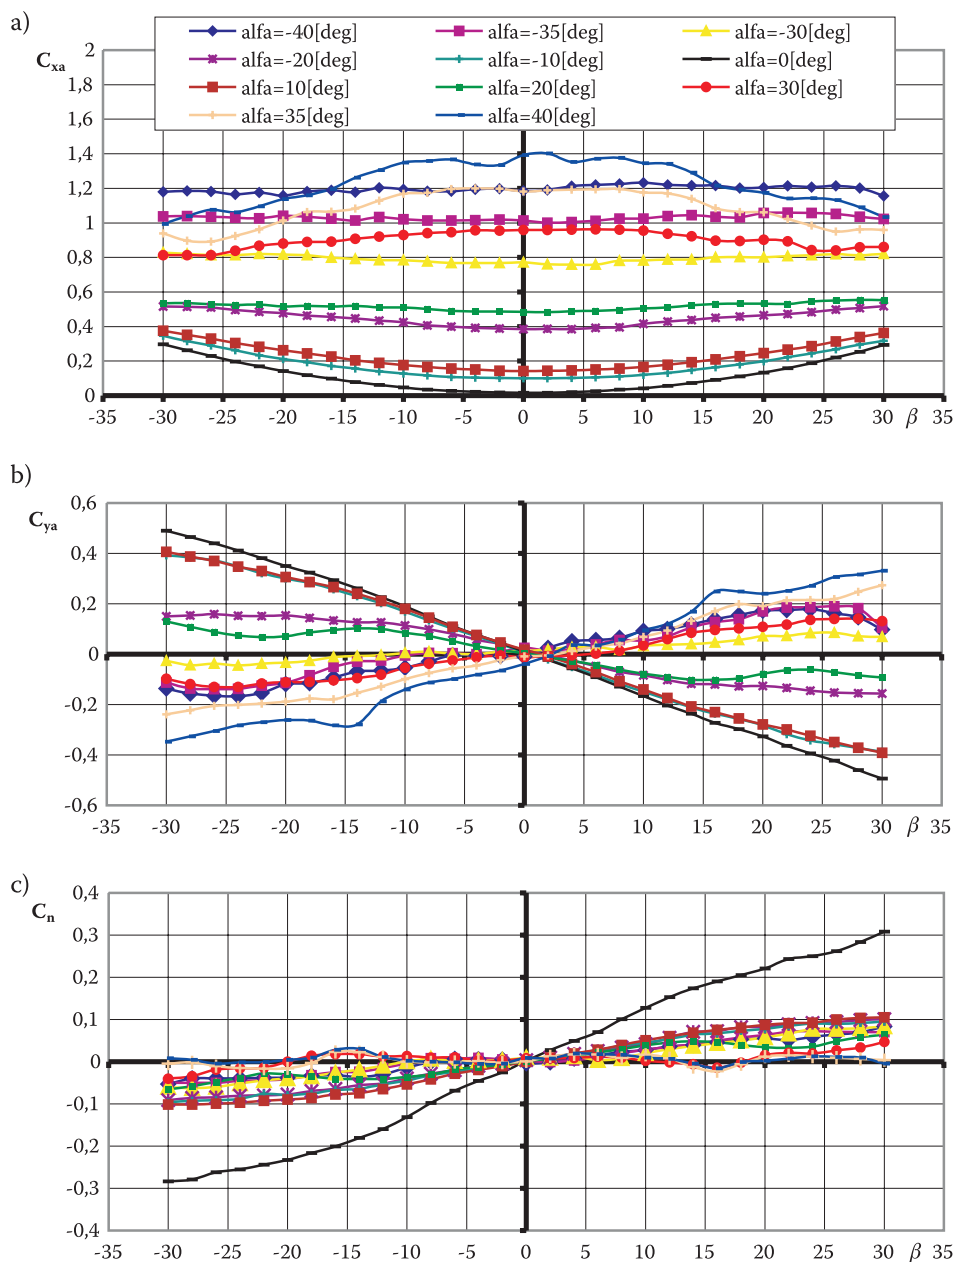 a)
alfa=-40[deg] alfa=-35[deg] alfa=-30[deg]
alfa=-20[deg] alfa=-10[deg] alfa=0[deg]
alfa=10[deg] alfa=20[deg] alfa=30[deg]
alfa=35[deg] alfa=40[deg]
Cxa
2
1,8
1,6
1,4
1,2
1
0,8
0,6
0,4
0,2
0
-35 -30 -25 -20 -15 -10 -5 0 5 10 15 20 25 30 β 35
b)
Cya
0,6
0,4
0,2
0
-0,2
-0,4
-0,6
-35 -30 -25 -20 -15 -10 -5 0 5 10 15 20 26 30 β 35
c)
Cn
0,4
0,3
0,2
0,1
0
-0,1
-0,2
-0,3
-0,4
-35 -30 -25 -20 -15 -10 -5 0 5 10 15 20 25 30 β 35